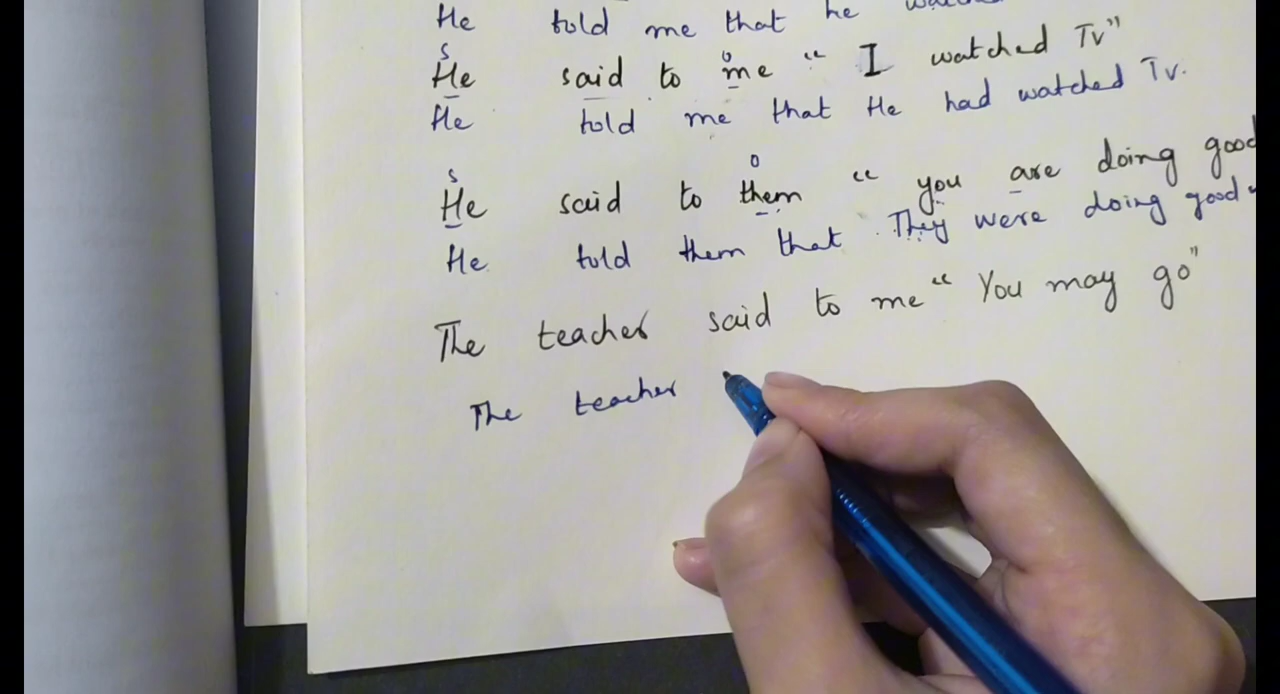 He told me that he
S
He said to me " I watched Tv"
O
He told me that He had watched Tv.
S O
He said to them " you are doing good
He told them that They were doing good"
The teacher said to me " You may go"
The teacher